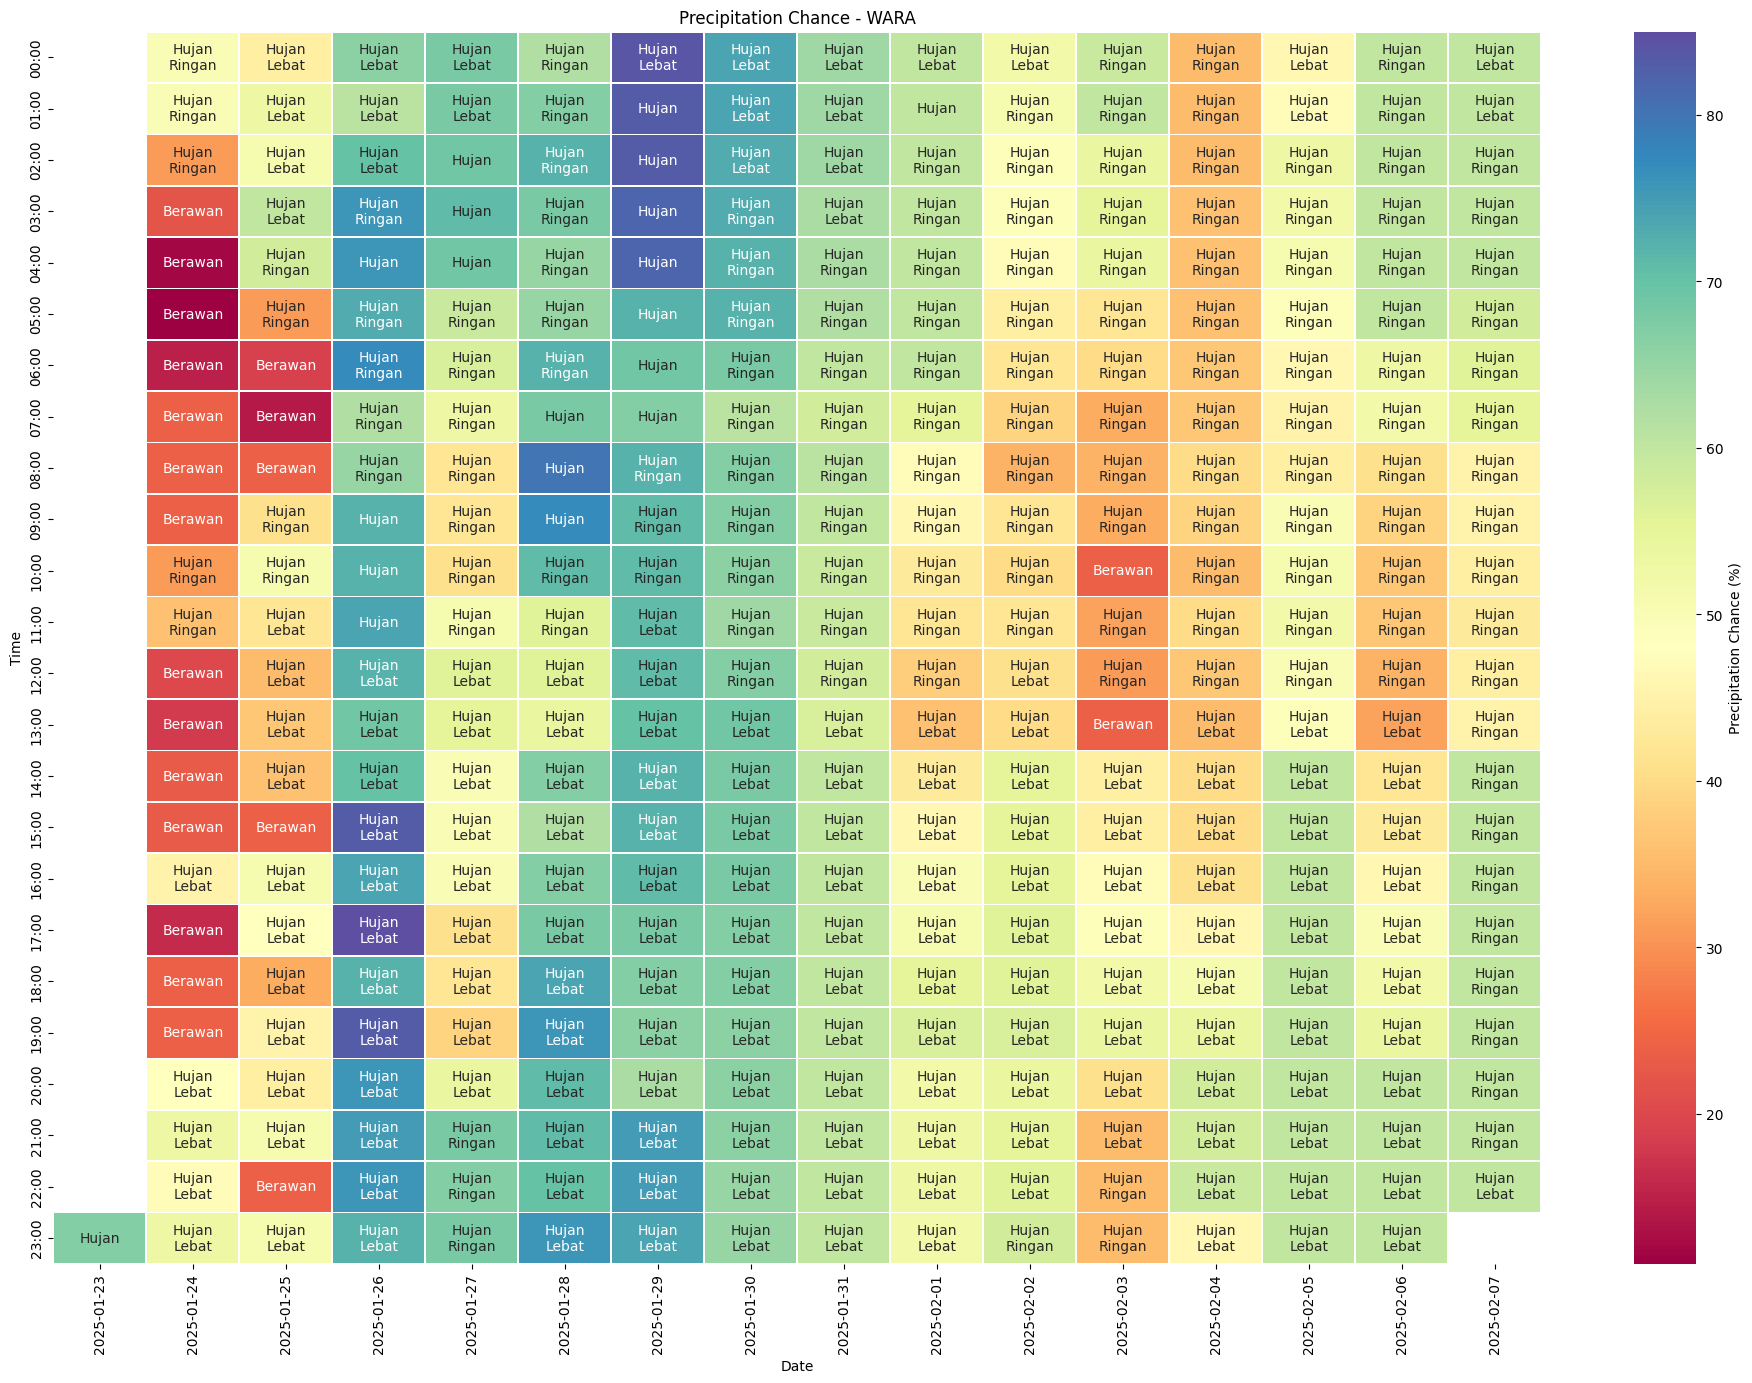 Precipitation Chance - WARA
00:00 Hujan Ringan Hujan Lebat Hujan Lebat Hujan Lebat Hujan Ringan Hujan Lebat Hujan Lebat Hujan Lebat Hujan Lebat Hujan Lebat Hujan Ringan Hujan Ringan Hujan Lebat Hujan Ringan Hujan Lebat
01:00 Hujan Ringan Hujan Lebat Hujan Lebat Hujan Lebat Hujan Ringan Hujan Hujan Lebat Hujan Lebat Hujan Hujan Ringan Hujan Ringan Hujan Ringan Hujan Lebat Hujan Ringan Hujan Lebat
02:00 Hujan Ringan Hujan Lebat Hujan Lebat Hujan Hujan Ringan Hujan Hujan Lebat Hujan Lebat Hujan Ringan Hujan Ringan Hujan Ringan Hujan Ringan Hujan Ringan Hujan Ringan Hujan Ringan
03:00 Berawan Hujan Lebat Hujan Ringan Hujan Hujan Ringan Hujan Hujan Ringan Hujan Lebat Hujan Ringan Hujan Ringan Hujan Ringan Hujan Ringan Hujan Ringan Hujan Ringan Hujan Ringan
04:00 Berawan Hujan Ringan Hujan Hujan Hujan Ringan Hujan Hujan Ringan Hujan Ringan Hujan Ringan Hujan Ringan Hujan Ringan Hujan Ringan Hujan Ringan Hujan Ringan Hujan Ringan
05:00 Berawan Hujan Ringan Hujan Ringan Hujan Ringan Hujan Ringan Hujan Hujan Ringan Hujan Ringan Hujan Ringan Hujan Ringan Hujan Ringan Hujan Ringan Hujan Ringan Hujan Ringan Hujan Ringan
06:00 Berawan Berawan Hujan Ringan Hujan Ringan Hujan Ringan Hujan Hujan Ringan Hujan Ringan Hujan Ringan Hujan Ringan Hujan Ringan Hujan Ringan Hujan Ringan Hujan Ringan Hujan Ringan
07:00 Berawan Berawan Hujan Ringan Hujan Ringan Hujan Hujan Hujan Ringan Hujan Ringan Hujan Ringan Hujan Ringan Hujan Ringan Hujan Ringan Hujan Ringan Hujan Ringan Hujan Ringan
08:00 Berawan Berawan Hujan Ringan Hujan Ringan Hujan Hujan Ringan Hujan Ringan Hujan Ringan Hujan Ringan Hujan Ringan Hujan Ringan Hujan Ringan Hujan Ringan Hujan Ringan Hujan Ringan
09:00 Berawan Hujan Ringan Hujan Hujan Ringan Hujan Hujan Ringan Hujan Ringan Hujan Ringan Hujan Ringan Hujan Ringan Hujan Ringan Hujan Ringan Hujan Ringan Hujan Ringan Hujan Ringan
10:00 Hujan Ringan Hujan Ringan Hujan Hujan Ringan Hujan Ringan Hujan Ringan Hujan Ringan Hujan Ringan Hujan Ringan Hujan Ringan Berawan Hujan Ringan Hujan Ringan Hujan Ringan Hujan Ringan
11:00 Hujan Ringan Hujan Lebat Hujan Hujan Ringan Hujan Ringan Hujan Lebat Hujan Ringan Hujan Ringan Hujan Ringan Hujan Ringan Hujan Ringan Hujan Ringan Hujan Ringan Hujan Ringan Hujan Ringan
12:00 Berawan Hujan Lebat Hujan Lebat Hujan Lebat Hujan Lebat Hujan Lebat Hujan Ringan Hujan Ringan Hujan Ringan Hujan Lebat Hujan Ringan Hujan Ringan Hujan Ringan Hujan Ringan Hujan Ringan
13:00 Berawan Hujan Lebat Hujan Lebat Hujan Lebat Hujan Lebat Hujan Lebat Hujan Lebat Hujan Lebat Hujan Lebat Hujan Lebat Berawan Hujan Lebat Hujan Lebat Hujan Lebat Hujan Ringan
14:00 Berawan Hujan Lebat Hujan Lebat Hujan Lebat Hujan Lebat Hujan Lebat Hujan Lebat Hujan Lebat Hujan Lebat Hujan Lebat Hujan Lebat Hujan Lebat Hujan Lebat Hujan Lebat Hujan Ringan
15:00 Berawan Berawan Hujan Lebat Hujan Lebat Hujan Lebat Hujan Lebat Hujan Lebat Hujan Lebat Hujan Lebat Hujan Lebat Hujan Lebat Hujan Lebat Hujan Lebat Hujan Lebat Hujan Ringan
16:00 Hujan Lebat Hujan Lebat Hujan Lebat Hujan Lebat Hujan Lebat Hujan Lebat Hujan Lebat Hujan Lebat Hujan Lebat Hujan Lebat Hujan Lebat Hujan Lebat Hujan Lebat Hujan Lebat Hujan Ringan
17:00 Berawan Hujan Lebat Hujan Lebat Hujan Lebat Hujan Lebat Hujan Lebat Hujan Lebat Hujan Lebat Hujan Lebat Hujan Lebat Hujan Lebat Hujan Lebat Hujan Lebat Hujan Lebat Hujan Ringan
18:00 Berawan Hujan Lebat Hujan Lebat Hujan Lebat Hujan Lebat Hujan Lebat Hujan Lebat Hujan Lebat Hujan Lebat Hujan Lebat Hujan Lebat Hujan Lebat Hujan Lebat Hujan Lebat Hujan Ringan
19:00 Berawan Hujan Lebat Hujan Lebat Hujan Lebat Hujan Lebat Hujan Lebat Hujan Lebat Hujan Lebat Hujan Lebat Hujan Lebat Hujan Lebat Hujan Lebat Hujan Lebat Hujan Lebat Hujan Ringan
20:00 Hujan Lebat Hujan Lebat Hujan Lebat Hujan Lebat Hujan Lebat Hujan Lebat Hujan Lebat Hujan Lebat Hujan Lebat Hujan Lebat Hujan Lebat Hujan Lebat Hujan Lebat Hujan Lebat Hujan Ringan
21:00 Hujan Lebat Hujan Lebat Hujan Lebat Hujan Ringan Hujan Lebat Hujan Lebat Hujan Lebat Hujan Lebat Hujan Lebat Hujan Lebat Hujan Lebat Hujan Lebat Hujan Lebat Hujan Lebat Hujan Ringan
22:00 Hujan Lebat Berawan Hujan Lebat Hujan Ringan Hujan Lebat Hujan Lebat Hujan Lebat Hujan Lebat Hujan Lebat Hujan Lebat Hujan Ringan Hujan Lebat Hujan Lebat Hujan Lebat Hujan Lebat
23:00 Hujan Hujan Lebat Hujan Lebat Hujan Lebat Hujan Ringan Hujan Lebat Hujan Lebat Hujan Lebat Hujan Lebat Hujan Lebat Hujan Ringan Hujan Ringan Hujan Lebat Hujan Lebat Hujan Lebat
Time
2025-01-23 2025-01-24 2025-01-25 2025-01-26 2025-01-27 2025-01-28 2025-01-29 2025-01-30 2025-01-31 2025-02-01 2025-02-02 2025-02-03 2025-02-04 2025-02-05 2025-02-06 2025-02-07
Date
80
70
60
50
40
30
20
Precipitation Chance (%)